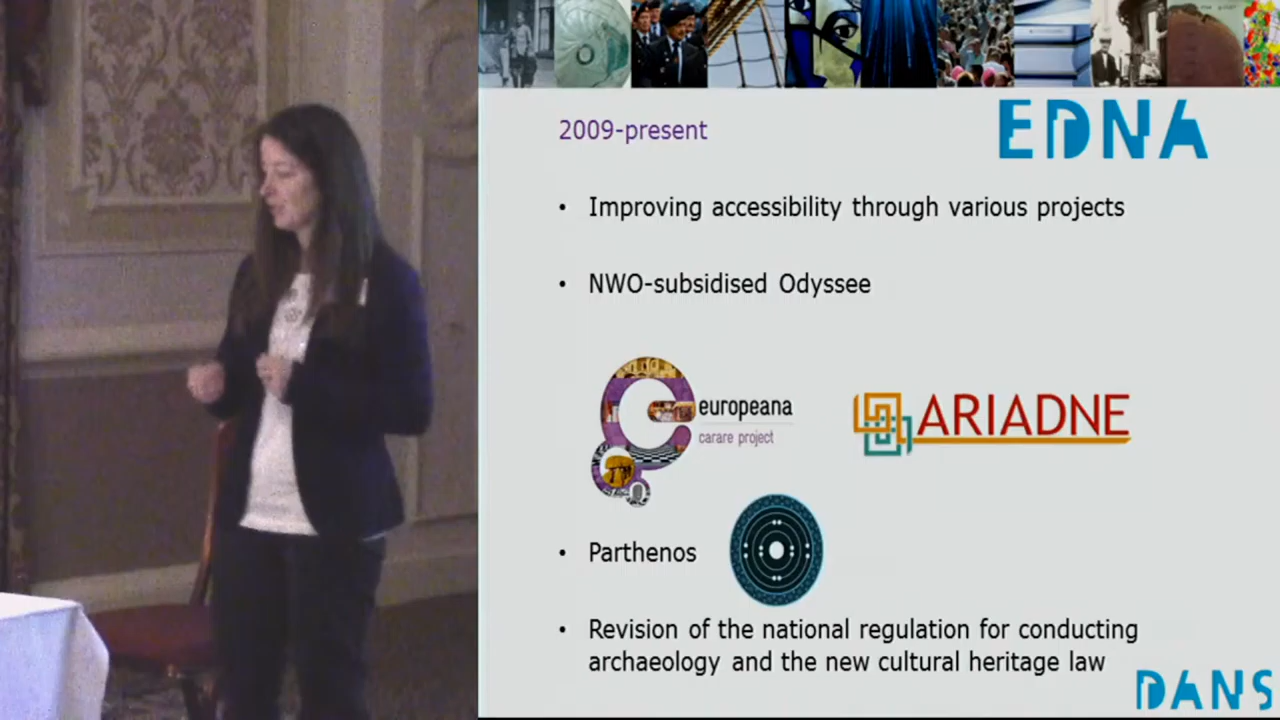 EDNA
2009-present
• Improving accessibility through various projects
• NWO-subsidised Odyssee
europeana
carare project
ARIADNE
• Parthenos
• Revision of the national regulation for conducting
archaeology and the new cultural heritage law
DANS